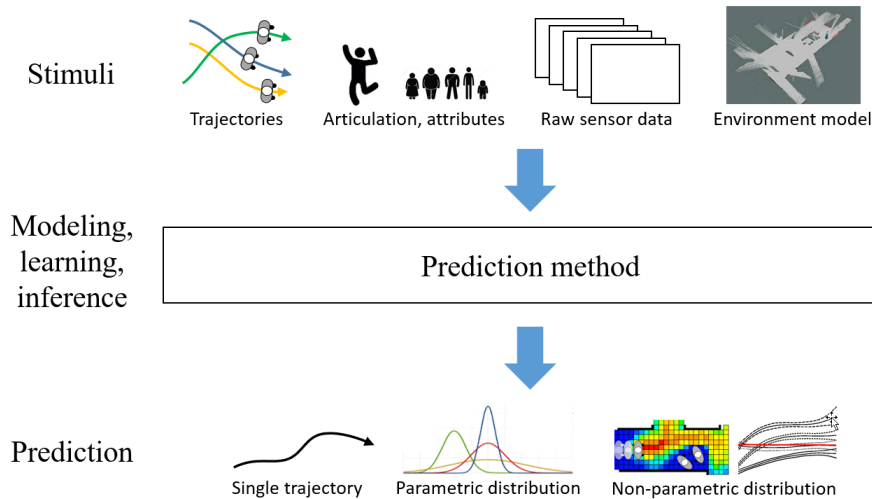 Stimuli
Trajectories
Articulation, attributes
Raw sensor data
Environment model
Modeling,
learning,
inference
Prediction method
Prediction
Single trajectory
Parametric distribution
Non-parametric distribution